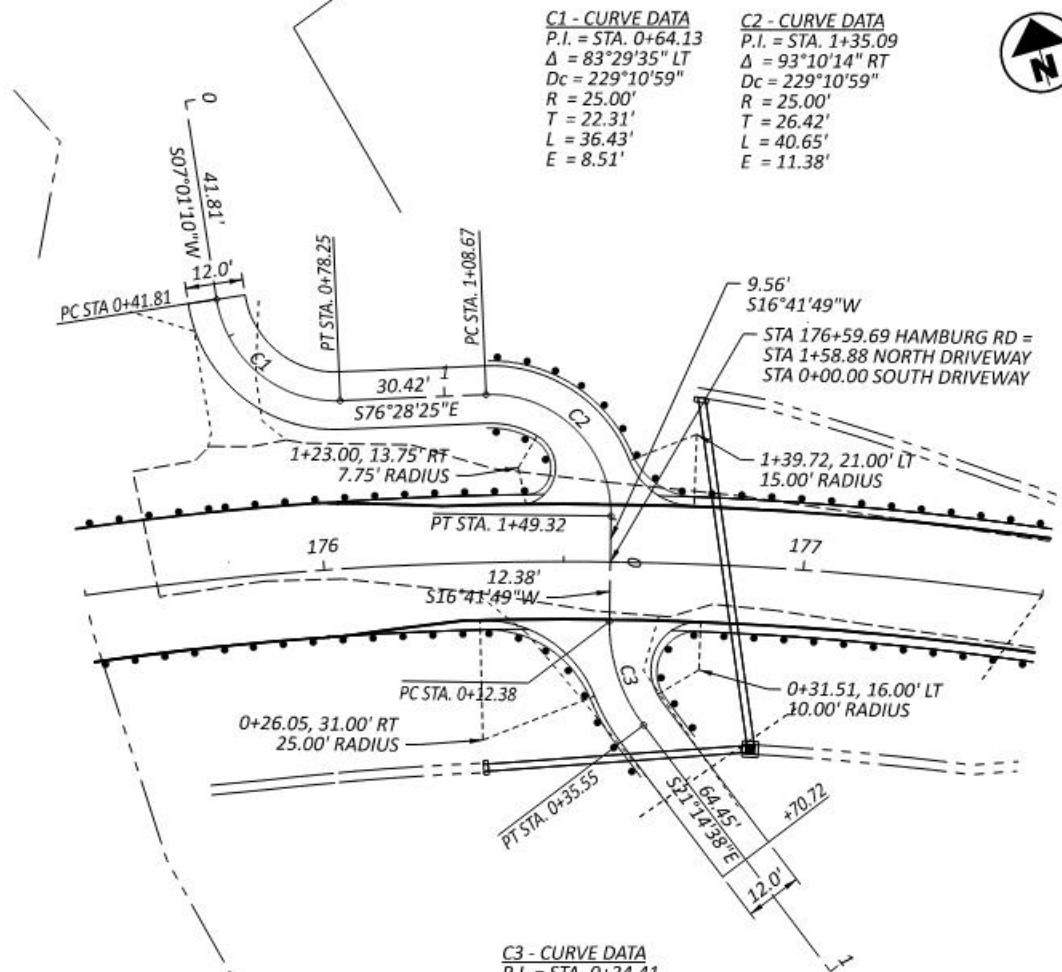 C1 - CURVE DATA
P.I. = STA. 0+64.13
Δ = 83°29'35" LT
Dc = 229°10'59"
R = 25.00'
T = 22.31'
L = 36.43'
E = 8.51'
C2 - CURVE DATA
P.I. = STA. 1+35.09
Δ = 93°10'14" RT
Dc = 229°10'59"
R = 25.00'
T = 26.42'
L = 40.65'
E = 11.38'
N
0
41.81'
S07°01'10"W
12.0'
PC STA 0+41.81
C1
PT STA. 0+78.25
PC STA. 1+08.67
1
30.42'
S76°28'25"E
C2
9.56'
S16°41'49"W
STA 176+59.69 HAMBURG RD =
STA 1+58.88 NORTH DRIVEWAY
STA 0+00.00 SOUTH DRIVEWAY
1+23.00, 13.75' RT
7.75' RADIUS
1+39.72, 21.00' LT
15.00' RADIUS
PT STA. 1+49.32
176
177
0
12.38'
S16°41'49"W
PC STA. 0+12.38
C3
0+26.05, 31.00' RT
25.00' RADIUS
0+31.51, 16.00' LT
10.00' RADIUS
PT STA. 0+35.55
64.45'
S21°14'38"E
+70.72
12.0'
1
C3 - CURVE DATA
P.I. = STA. 0+24.41